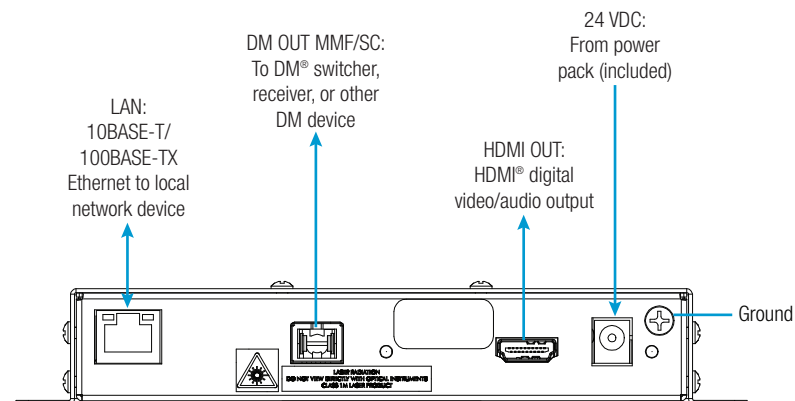 24 VDC:
From power
pack (included)
DM OUT MMF/SC:
To DM® switcher,
receiver, or other
DM device
LAN:
10BASE-T/
100BASE-TX
Ethernet to local
network device
HDMI OUT:
HDMI® digital
video/audio output
Ground
LASER RADIATION
DO NOT VIEW DIRECTLY WITH OPTICAL INSTRUMENTS
CLASS 1M LASER PRODUCT